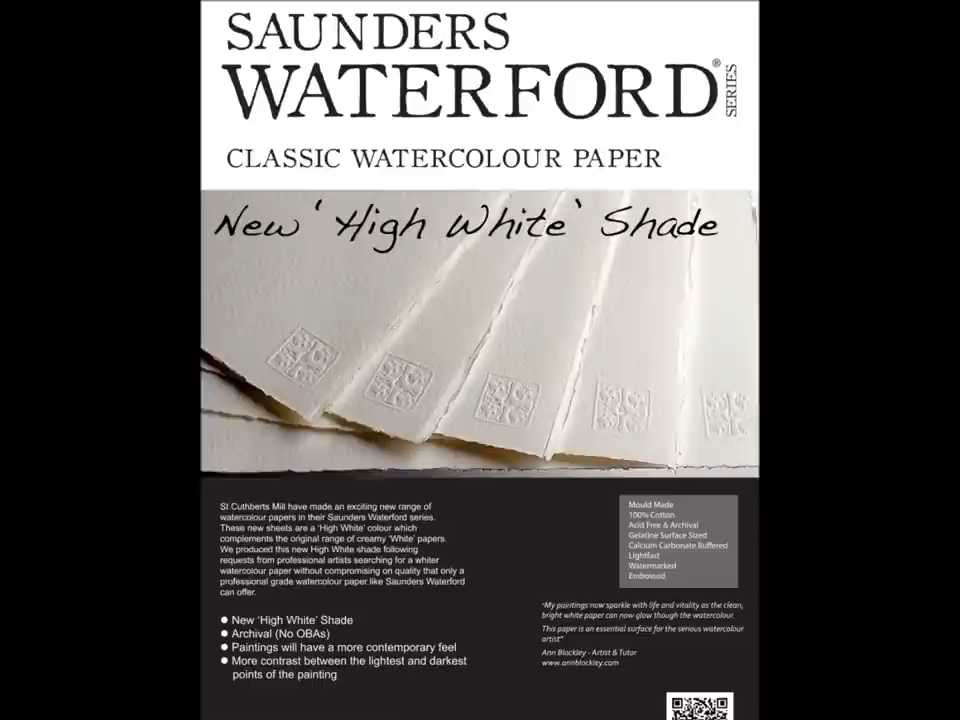 SAUNDERS
WATERFORD® SERIES
CLASSIC WATERCOLOUR PAPER
New ‘High White‘ Shade
St Cuthberts Mill have made an exciting new range of
watercolour papers in their Saunders Waterford series.
These new sheets are a ‘High White’ colour which
complements the original range of creamy ‘White’ papers.
We produced this new High White shade following
requests from professional artists searching for a whiter
watercolour paper without compromising on quality that only a
professional grade watercolour paper like Saunders Waterford
can offer.
● New ‘High White’ Shade
● Archival (No OBAs)
● Paintings will have a more contemporary feel
● More contrast between the lightest and darkest
points of the painting
Mould Made
100% Cotton
Acid Free & Archival
Gelatine Surface Sized
Calcium Carbonate Buffered
Lightfast
Watermarked
Embossed
“My paintings now sparkle with life and vitality as the clean,
bright white paper can now glow though the watercolour.
This paper is an essential surface for the serious watercolour
artist”
Ann Blockley - Artist & Tutor
www.annblockley.com